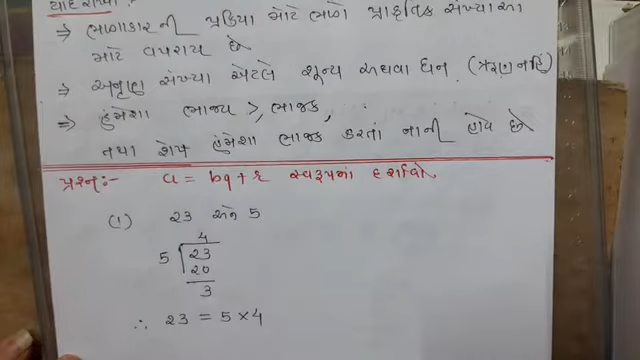 યાદ રાખો :
⇒ ભાગાકારની પ્રક્રિયા માટે પ્રાકૃતિક સંખ્યાઓ
માટે વપરાય છે
⇒ અનૃણ સંખ્યા એટલે શૂન્ય અથવા ધન. (ઋણ નહિ)
⇒ હંમેશા ભાજ્ય >, ભાજક,
તથા શેષ હંમેશા ભાજક કરતાં નાની હોય છે
પ્રશ્ન:- a = bq + r સ્વરૂપમાં દર્શાવો.
(1) 23 અને 5
4
5 23
20
3
∴ 23 = 5 × 4